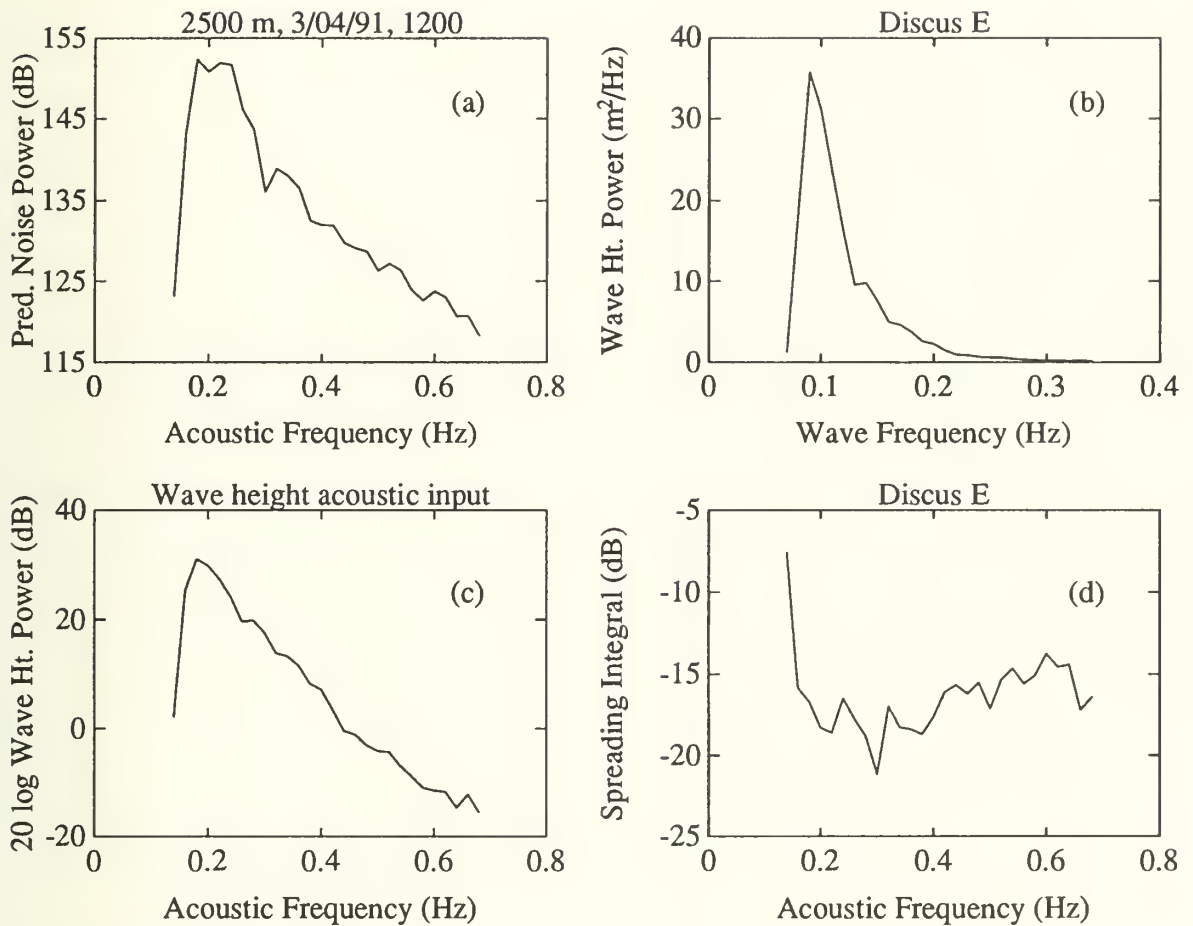 2500 m, 3/04/91, 1200
155
145
135
125
115
Pred. Noise Power (dB)
(a)
0
0.2
0.4
0.6
0.8
Acoustic Frequency (Hz)
Discus E
40
30
20
10
0
Wave Ht. Power (m²/Hz)
(b)
0
0.1
0.2
0.3
0.4
Wave Frequency (Hz)
Wave height acoustic input
40
20
0
-20
20 log Wave Ht. Power (dB)
(c)
0
0.2
0.4
0.6
0.8
Acoustic Frequency (Hz)
Discus E
-5
-10
-15
-20
-25
Spreading Integral (dB)
(d)
0
0.2
0.4
0.6
0.8
Acoustic Frequency (Hz)